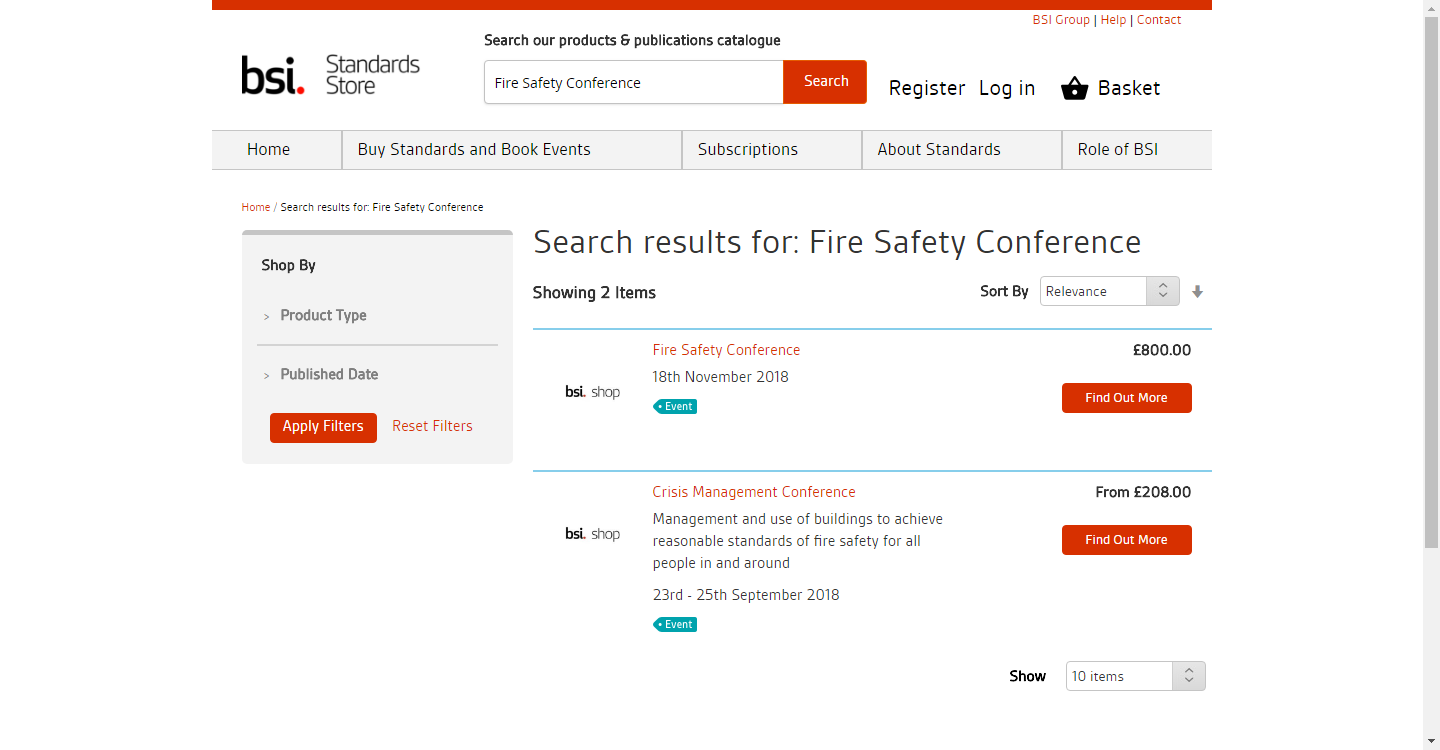 BSI Group | Help | Contact
Search our products & publications catalogue
bsi. Standards Store
Fire Safety Conference
Search
Register
Log in
Basket
Home
Buy Standards and Book Events
Subscriptions
About Standards
Role of BSI
Home / Search results for: Fire Safety Conference
Shop By
> Product Type
> Published Date
Apply Filters
Reset Filters
Search results for: Fire Safety Conference
Showing 2 Items
Sort By
Relevance
bsi. shop
Fire Safety Conference
18th November 2018
Event
£800.00
Find Out More
bsi. shop
Crisis Management Conference
Management and use of buildings to achieve
reasonable standards of fire safety for all
people in and around
23rd - 25th September 2018
Event
From £208.00
Find Out More
Show
10 items